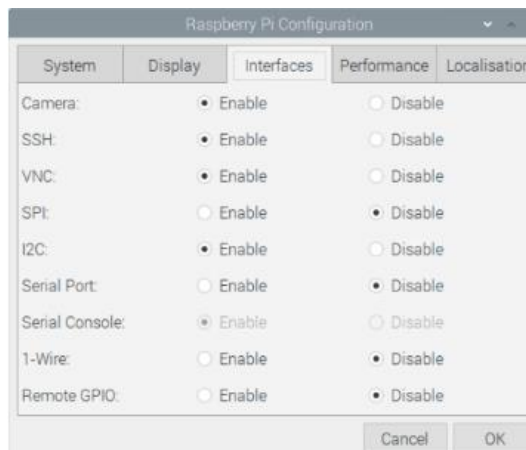 Raspberry Pi Configuration
System Display Interfaces Performance Localisation
Camera: Enable Disable
SSH: Enable Disable
VNC: Enable Disable
SPI: Enable Disable
I2C: Enable Disable
Serial Port: Enable Disable
Serial Console: Enable Disable
1-Wire: Enable Disable
Remote GPIO: Enable Disable
Cancel OK